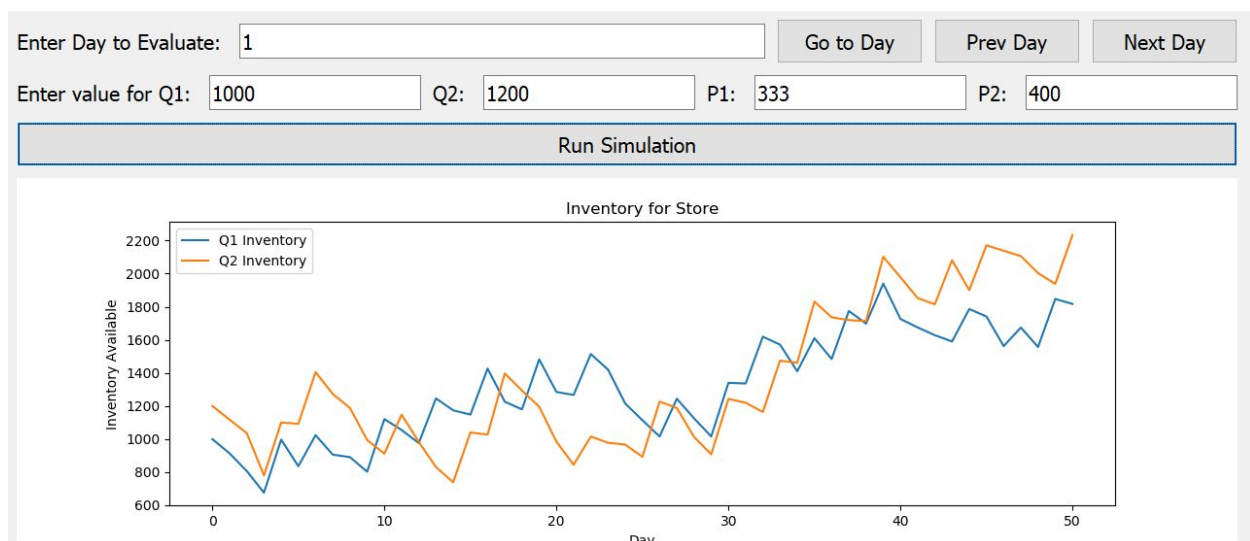 Enter Day to Evaluate: 1 Go to Day Prev Day Next Day
Enter value for Q1: 1000 Q2: 1200 P1: 333 P2: 400
Run Simulation
Inventory for Store
Q1 Inventory
Q2 Inventory
Inventory Available
2200
2000
1800
1600
1400
1200
1000
800
600
0 10 20 30 40 50
Day